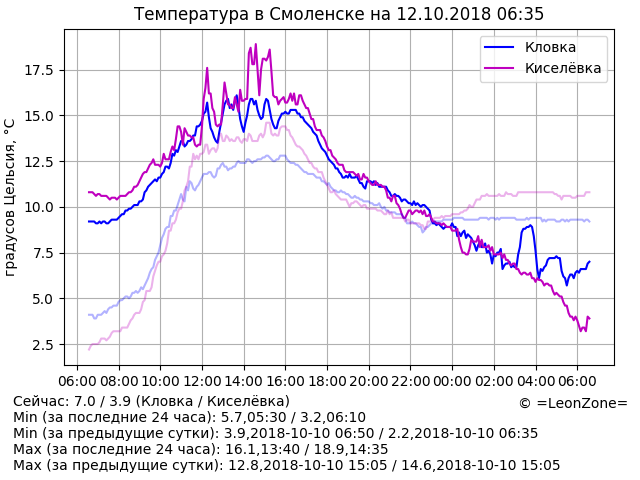 Температура в Смоленске на 12.10.2018 06:35
Кловка
Киселёвка
градусов Цельсия, °C
17.5
15.0
12.5
10.0
7.5
5.0
2.5
06:00 08:00 10:00 12:00 14:00 16:00 18:00 20:00 22:00 00:00 02:00 04:00 06:00
Сейчас: 7.0 / 3.9 (Кловка / Киселёвка)
© =LeonZone=
Min (за последние 24 часа): 5.7,05:30 / 3.2,06:10
Min (за предыдущие сутки): 3.9,2018-10-10 06:50 / 2.2,2018-10-10 06:35
Max (за последние 24 часа): 16.1,13:40 / 18.9,14:35
Max (за предыдущие сутки): 12.8,2018-10-10 15:05 / 14.6,2018-10-10 15:05